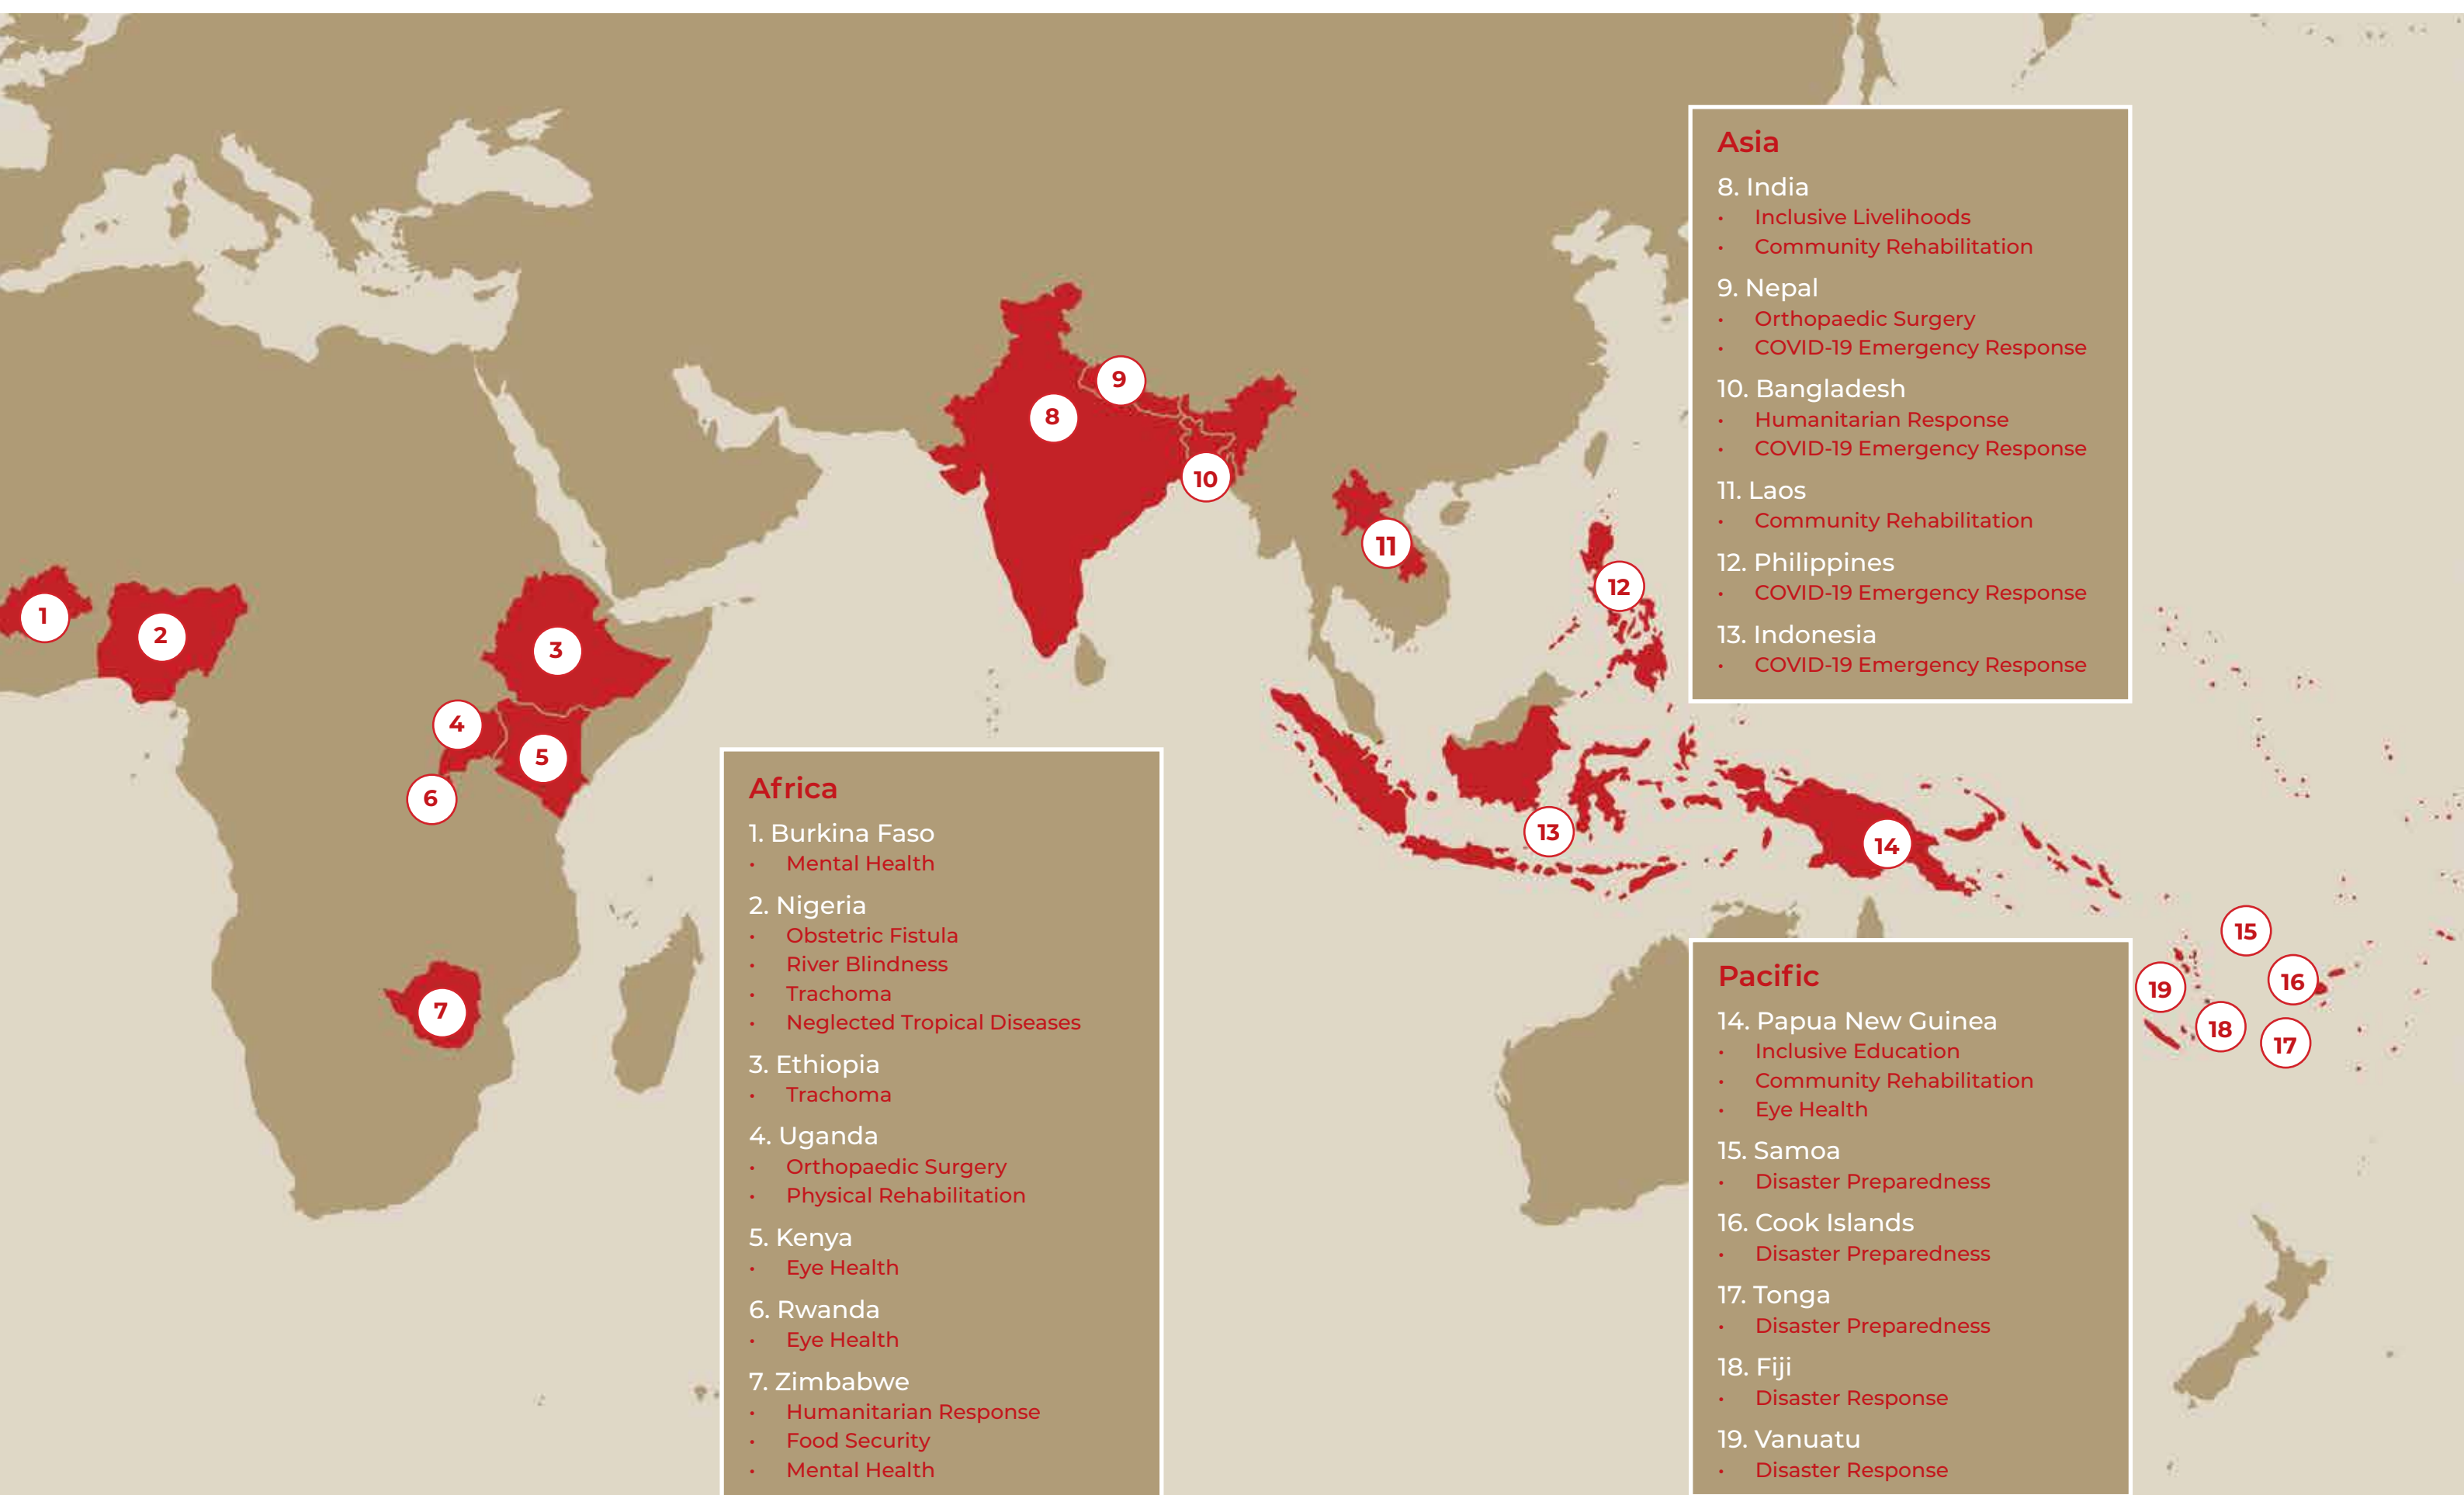 1
2
3
4
5
6
7
8
9
10
11
12
13
14
15
16
17
18
19
Africa
1. Burkina Faso
• Mental Health
2. Nigeria
• Obstetric Fistula
• River Blindness
• Trachoma
• Neglected Tropical Diseases
3. Ethiopia
• Trachoma
4. Uganda
• Orthopaedic Surgery
• Physical Rehabilitation
5. Kenya
• Eye Health
6. Rwanda
• Eye Health
7. Zimbabwe
• Humanitarian Response
• Food Security
• Mental Health
Asia
8. India
• Inclusive Livelihoods
• Community Rehabilitation
9. Nepal
• Orthopaedic Surgery
• COVID-19 Emergency Response
10. Bangladesh
• Humanitarian Response
• COVID-19 Emergency Response
11. Laos
• Community Rehabilitation
12. Philippines
• COVID-19 Emergency Response
13. Indonesia
• COVID-19 Emergency Response
Pacific
14. Papua New Guinea
• Inclusive Education
• Community Rehabilitation
• Eye Health
15. Samoa
• Disaster Preparedness
16. Cook Islands
• Disaster Preparedness
17. Tonga
• Disaster Preparedness
18. Fiji
• Disaster Response
19. Vanuatu
• Disaster Response